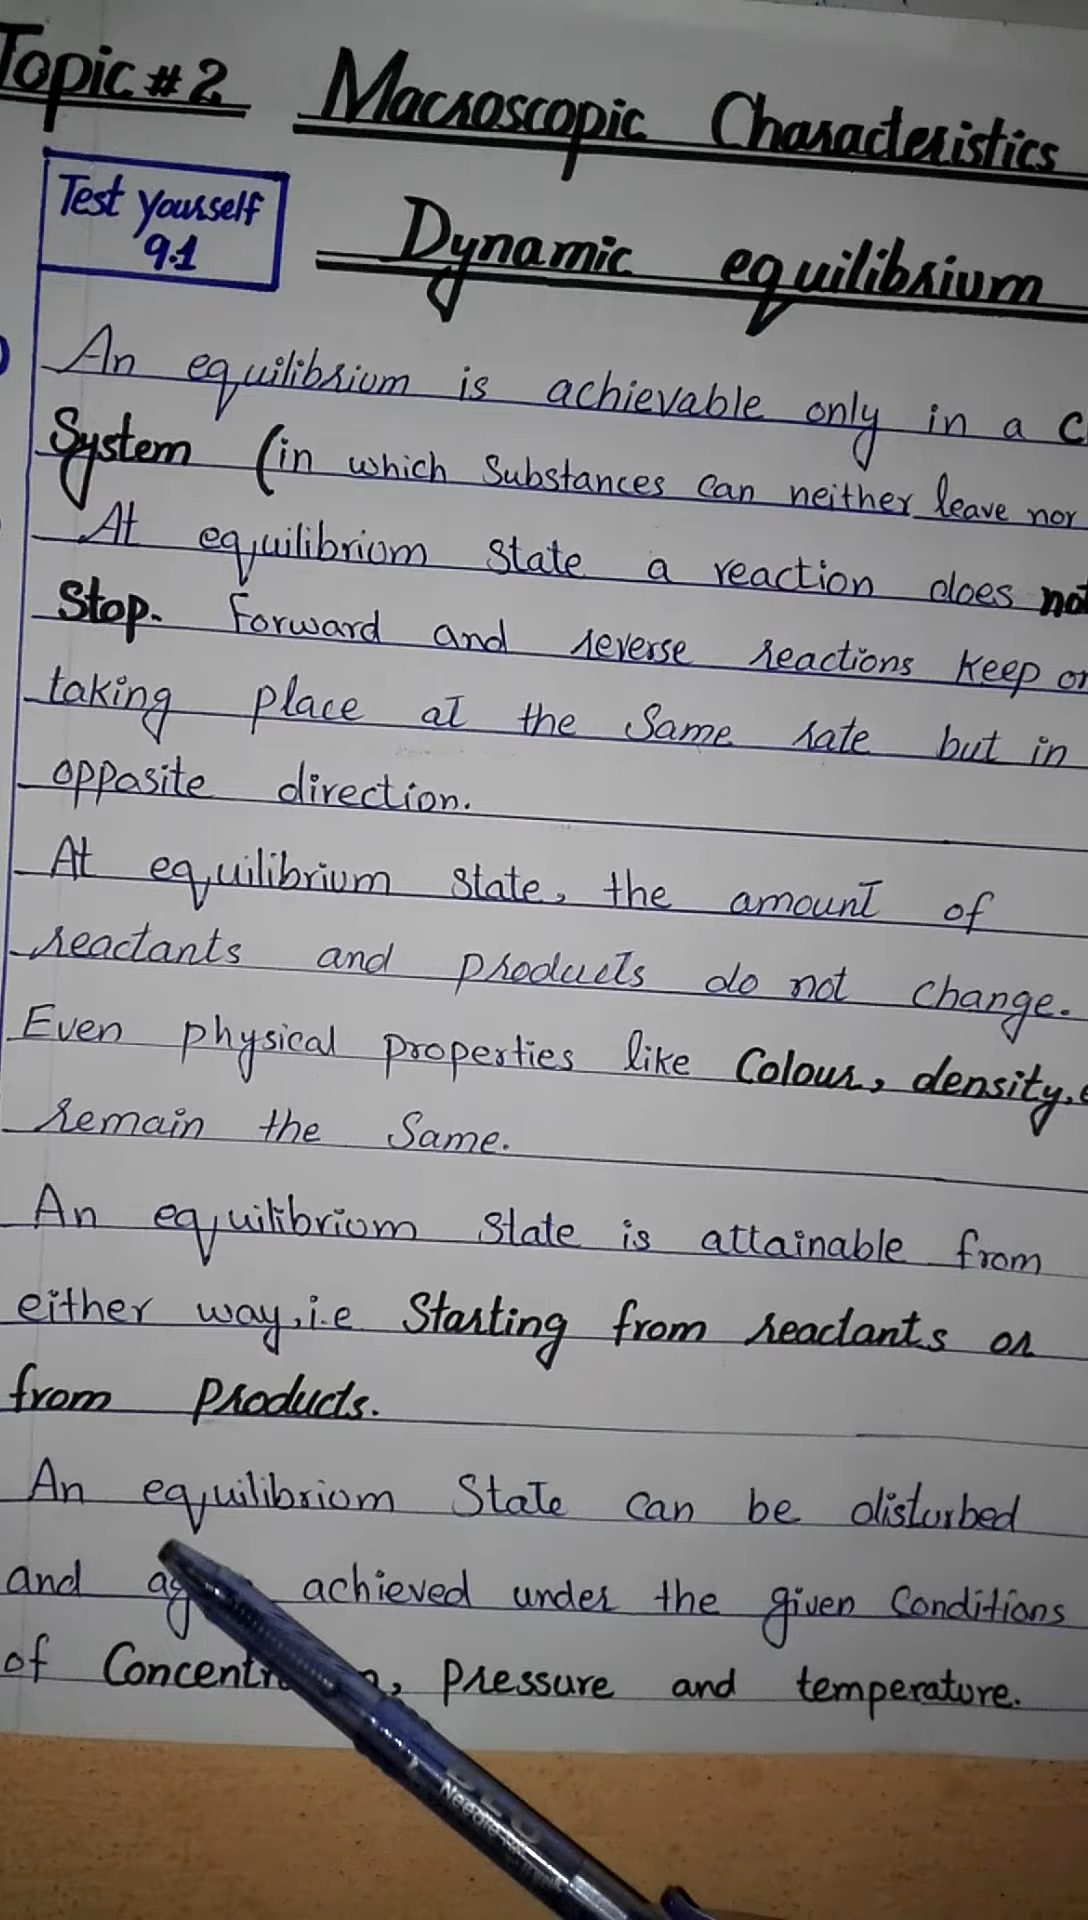 Topic #2 Macroscopic Characteristics
Test yourself
9.1
Dynamic equilibrium
An equilibrium is achievable only in a
System (in which Substances can neither leave nor
At equilibrium state a reaction does not
Stop. Forward and reverse reactions keep on
taking place at the Same rate but in
opposite direction.
At equilibrium state, the amount of
reactants and products do not change.
Even physical properties like Colour, density,
remain the Same.
An equilibrium State is attainable from
either way, i.e Starting from reactants or
from Products.
An equilibrium State can be disturbed
and achieved under the given Conditions
of Pressure and temperature.
Needle